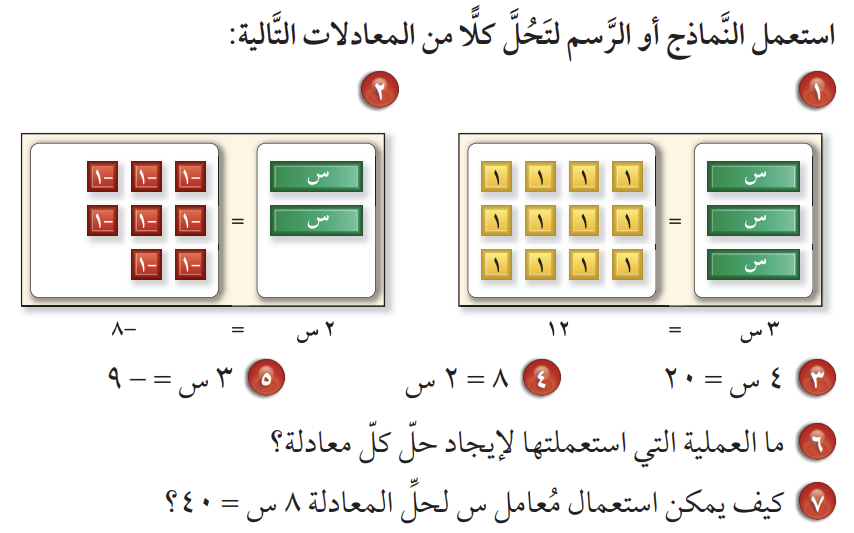 استعمل النَّماذج أو الرَّسم لتَحُلَّ كلًّا من المعادلات التَّالية:
١ ٢
س ١ ١ ١ ١ س −١ −١ −١
س = ١ ١ ١ ١ س = −١ −١ −١
س ١ ١ ١ ١ −١ −١
٣ س = ١٢ ٢ س = −٨
٣ ٤ س = ٢٠ ٤ ٨ = ٢ س ٥ ٣ س = − ٩
٦ ما العملية التي استعملتها لإيجاد حلّ كلّ معادلة؟
٧ كيف يمكن استعمال مُعامل س لحلِّ المعادلة ٨ س = ٤٠؟